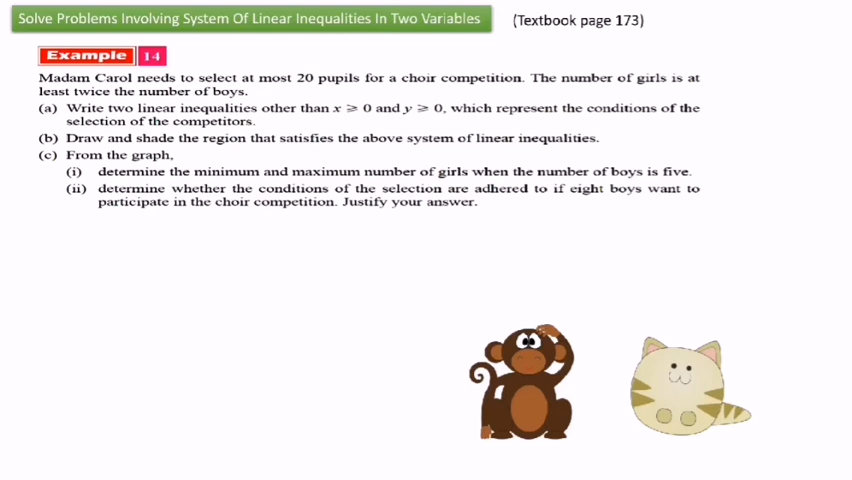 Solve Problems Involving System Of Linear Inequalities In Two Variables (Textbook page 173)
Example 14
Madam Carol needs to select at most 20 pupils for a choir competition. The number of girls is at
least twice the number of boys.
(a) Write two linear inequalities other than x ≥ 0 and y ≥ 0, which represent the conditions of the
selection of the competitors.
(b) Draw and shade the region that satisfies the above system of linear inequalities.
(c) From the graph,
(i) determine the minimum and maximum number of girls when the number of boys is five.
(ii) determine whether the conditions of the selection are adhered to if eight boys want to
participate in the choir competition. Justify your answer.